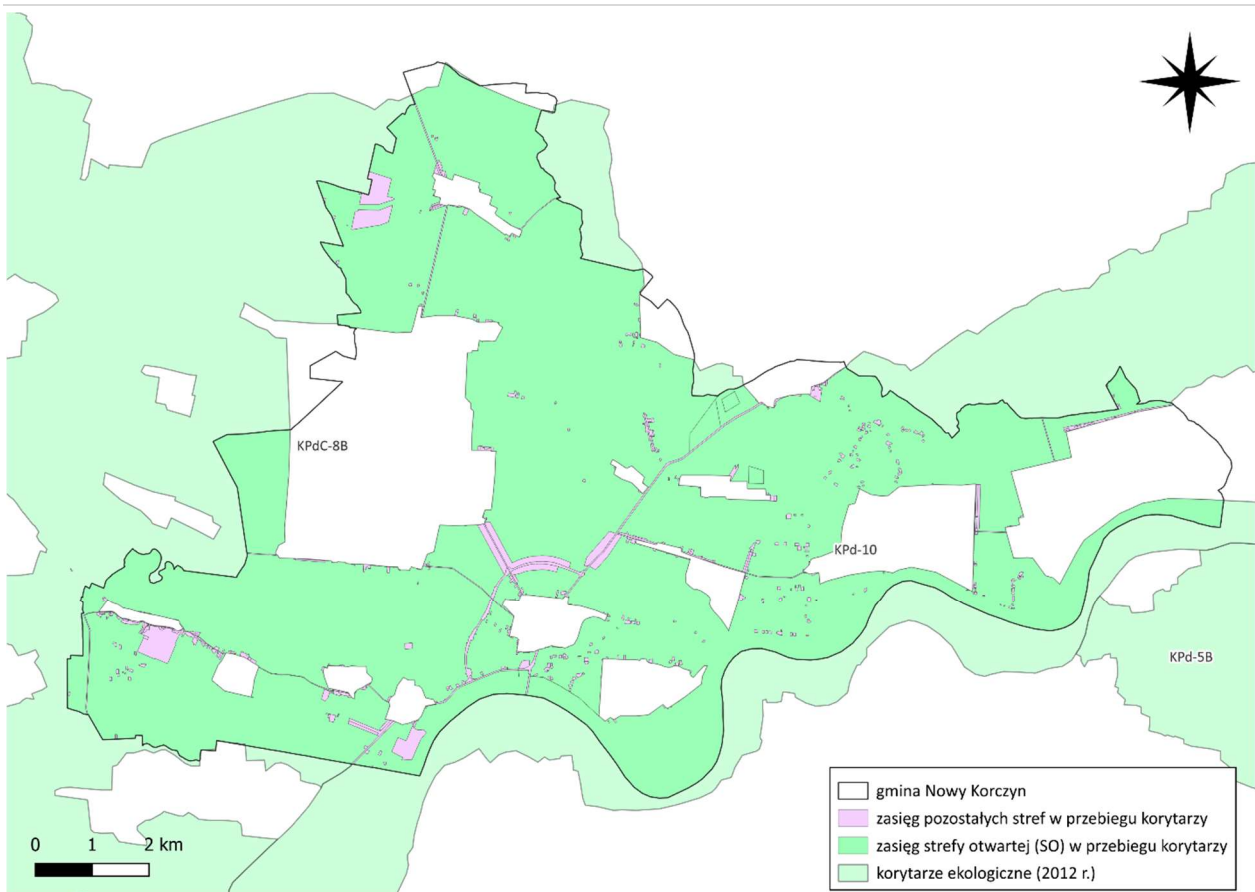 KPdC-8B
KPd-10
KPd-5B
gmina Nowy Korczyn
zasięg pozostałych stref w przebiegu korytarzy
zasięg strefy otwartej (SO) w przebiegu korytarzy
korytarze ekologiczne (2012 r.)
0 1 2 km